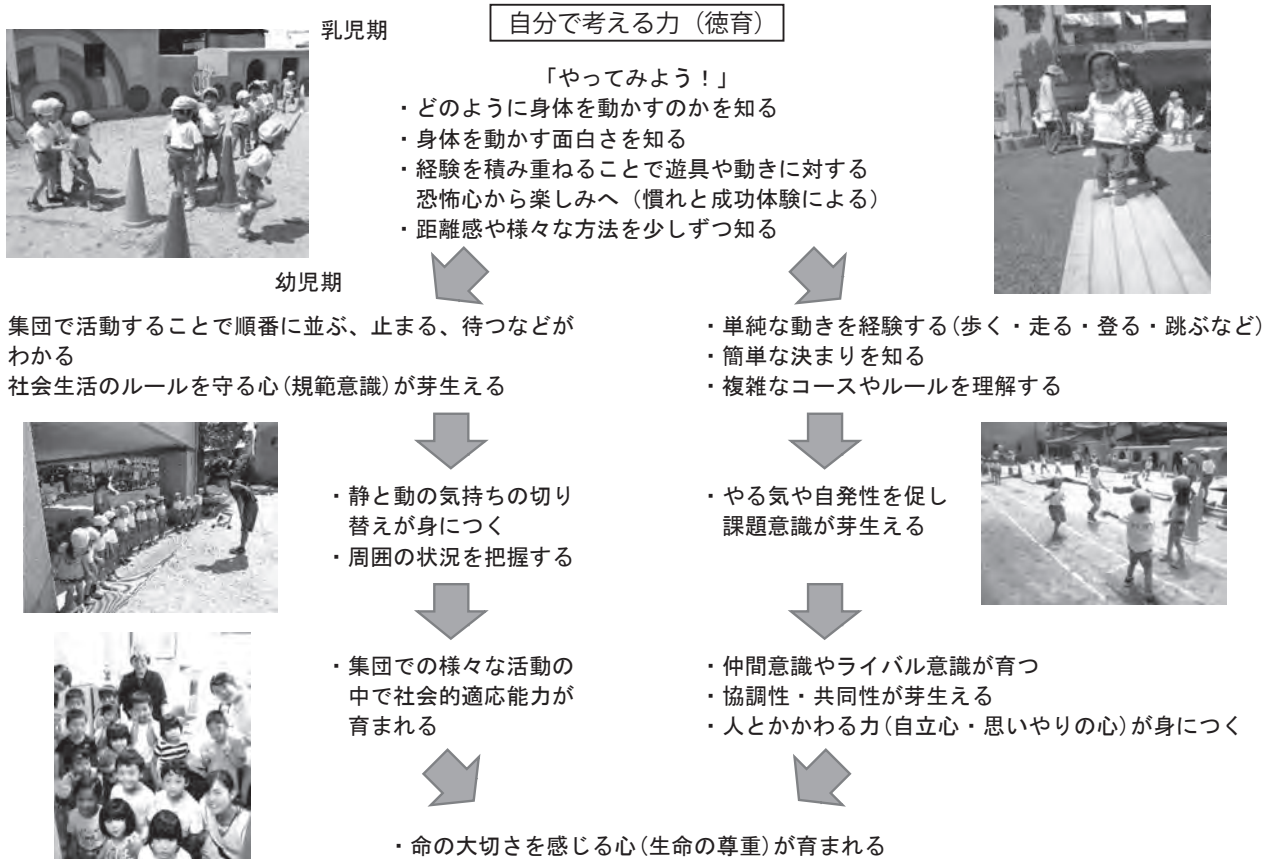 乳児期
自分で考える力（徳育）
「やってみよう！」
・どのように身体を動かすのかを知る
・身体を動かす面白さを知る
・経験を積み重ねることで遊具や動きに対する
恐怖心から楽しみへ（慣れと成功体験による）
・距離感や様々な方法を少しずつ知る
幼児期
集団で活動することで順番に並ぶ、止まる、待つなどが
わかる
社会生活のルールを守る心（規範意識）が芽生える
・単純な動きを経験する（歩く・走る・登る・跳ぶなど）
・簡単な決まりを知る
・複雑なコースやルールを理解する
・静と動の気持ちの切り
替えが身につく
・周囲の状況を把握する
・やる気や自発性を促し
課題意識が芽生える
・集団での様々な活動の
中で社会的適応能力が
育まれる
・仲間意識やライバル意識が育つ
・協調性・共同性が芽生える
・人とかかわる力（自立心・思いやりの心）が身につく
・命の大切さを感じる心（生命の尊重）が育まれる